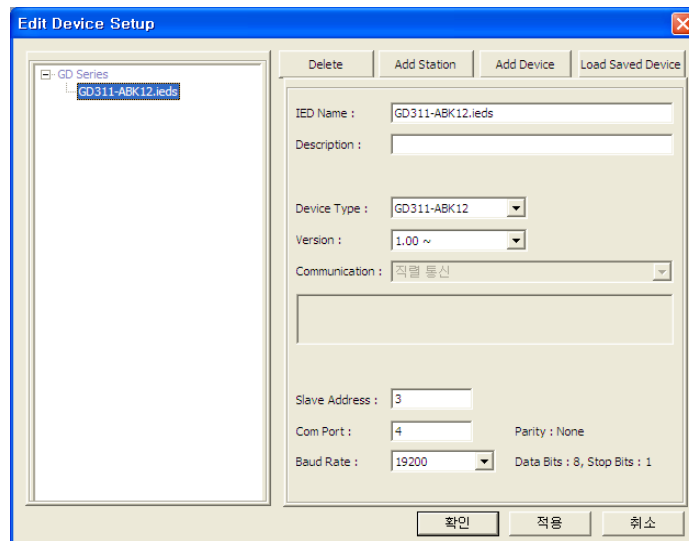 Edit Device Setup
GD Series
GD311-ABK12.ieds
Delete
Add Station
Add Device
Load Saved Device
IED Name :
GD311-ABK12.ieds
Description :
Device Type :
GD311-ABK12
Version :
1.00 ~
Communication :
직렬 통신
Slave Address :
3
Com Port :
4
Parity : None
Baud Rate :
19200
Data Bits : 8, Stop Bits : 1
확인
적용
취소